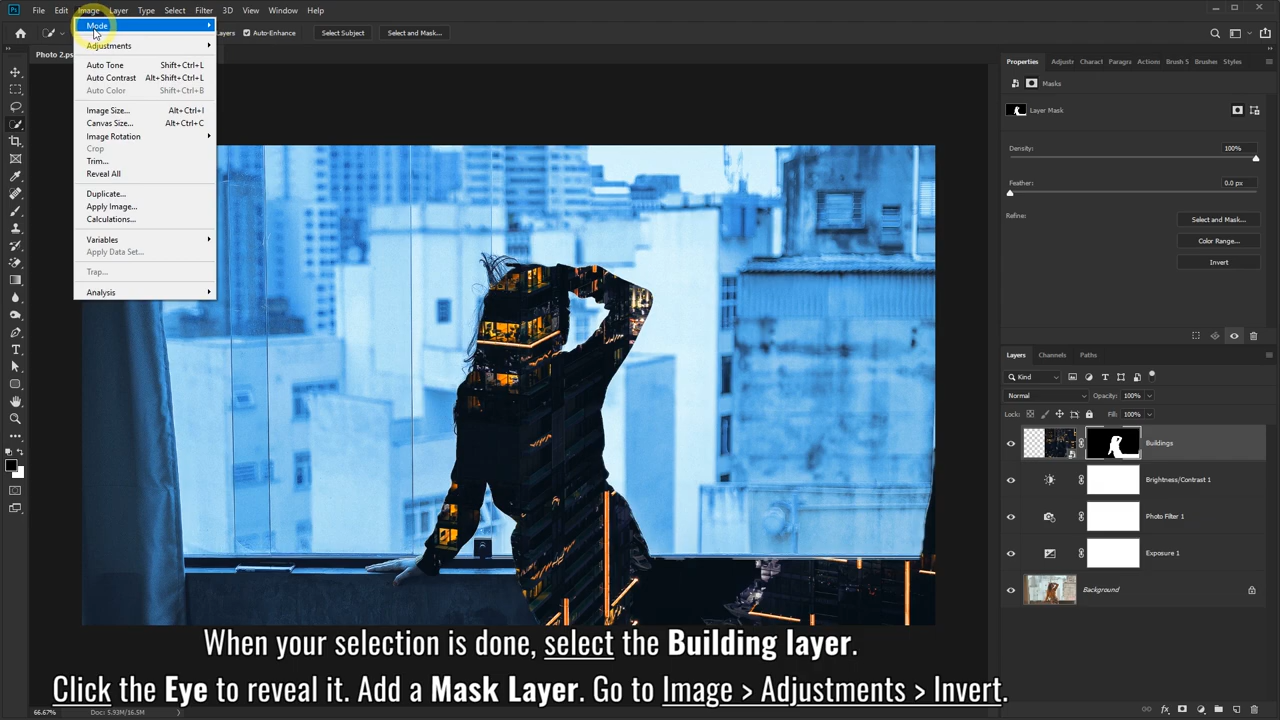 Ps File Edit Image Layer Type Select Filter 3D View Window Help
Layers Auto-Enhance Select Subject Select and Mask...
Photo 2.ps
Mode
Adjustments
Auto Tone Shift+Ctrl+L
Auto Contrast Alt+Shift+Ctrl+L
Auto Color Shift+Ctrl+B
Image Size... Alt+Ctrl+I
Canvas Size... Alt+Ctrl+C
Image Rotation
Crop
Trim...
Reveal All
Duplicate...
Apply Image...
Calculations...
Variables
Apply Data Set...
Trap...
Analysis
Properties Adjustr Charact Paragra Actions Brush S Brushes Styles
Masks
Layer Mask
Density: 100%
Feather: 0.0 px
Refine: Select and Mask...
Color Range...
Invert
Layers Channels Paths
Kind
Normal Opacity: 100%
Lock: Fill: 100%
Buildings
Brightness/Contrast 1
Photo Filter 1
Exposure 1
Background
When your selection is done, select the Building layer.
Click the Eye to reveal it. Add a Mask Layer. Go to Image > Adjustments > Invert.
66.67% Doc: 5.93M/16.5M